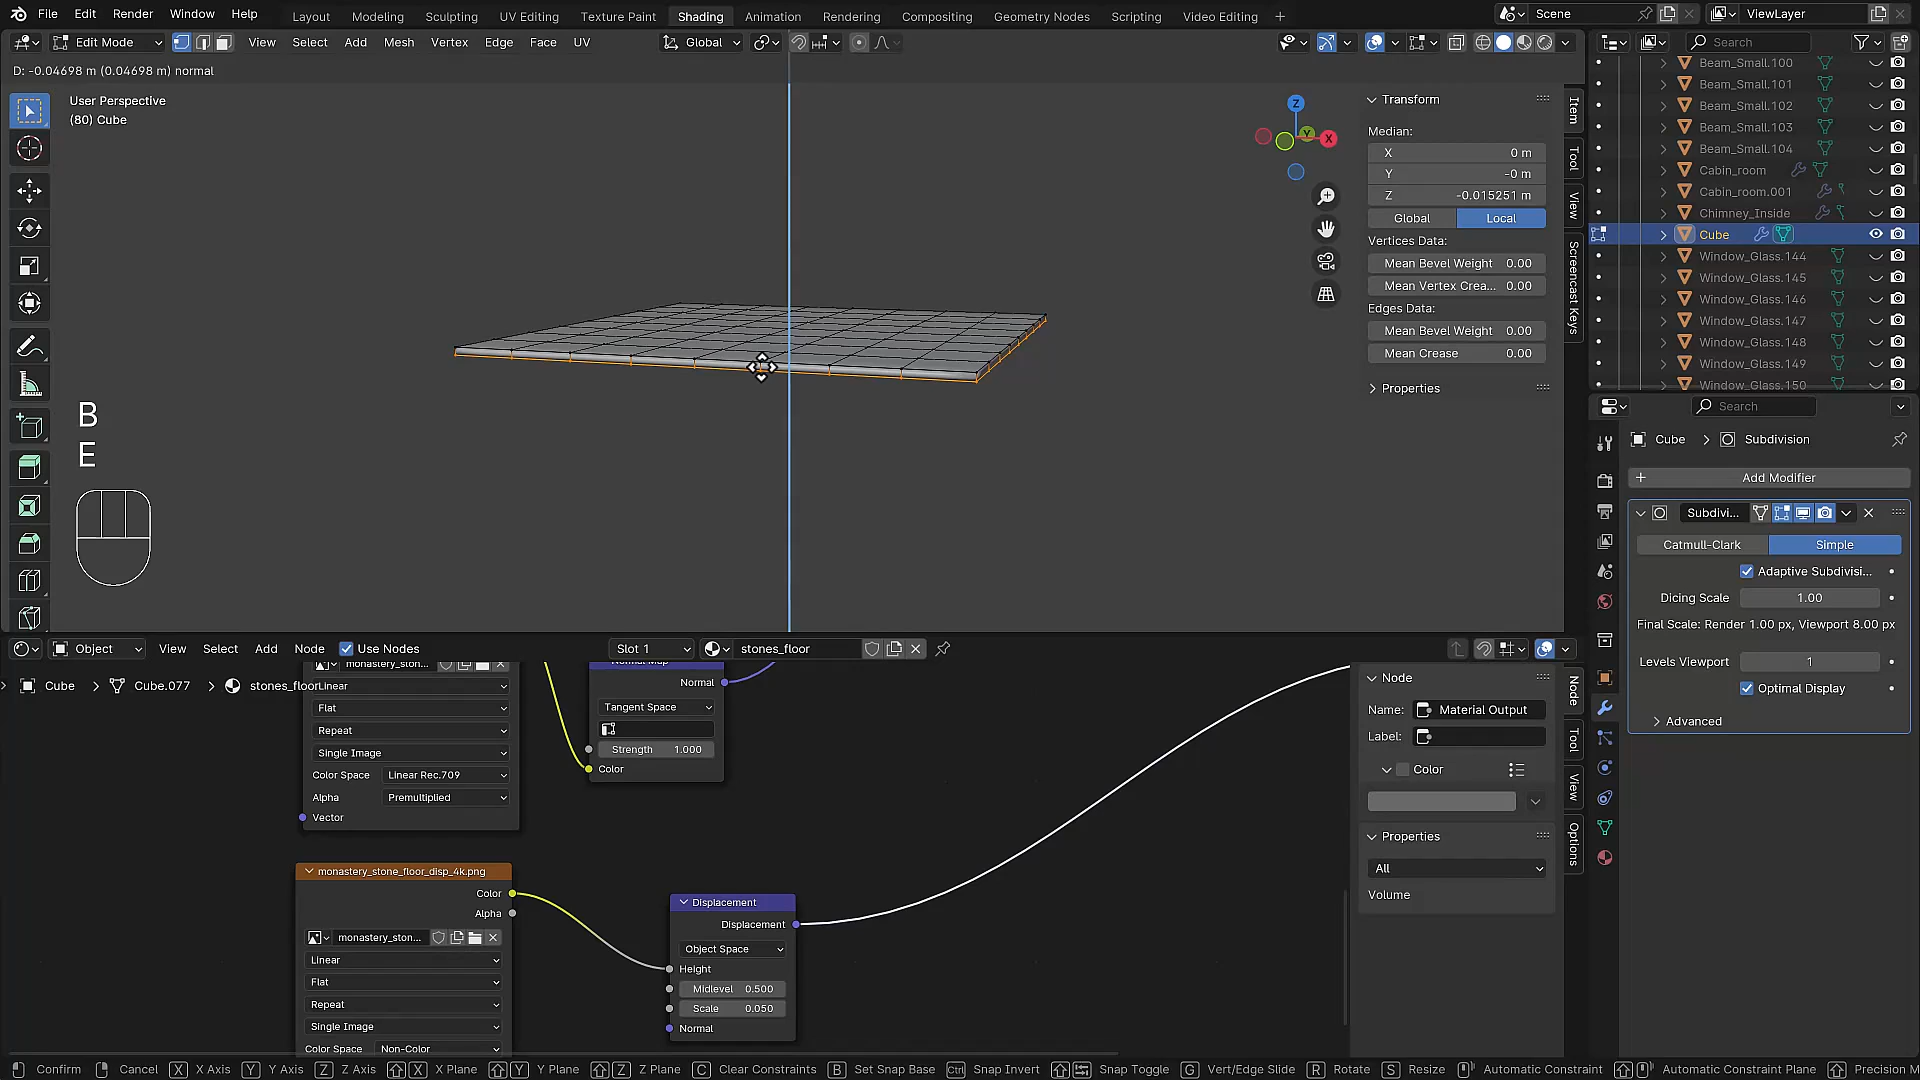 File Edit Render Window Help Layout Modeling Sculpting UV Editing Texture Paint Shading Animation Rendering Compositing Geometry Nodes Scripting Video Editing + Scene ViewLayer
Edit Mode View Select Add Mesh Vertex Edge Face UV Global Search
D: -0.04698 m (0.04698 m) normal
User Perspective
(80) Cube
B
E
Z
Y
X
Transform
Median:
X 0 m
Y -0 m
Z -0.015251 m
Global Local
Vertices Data:
Mean Bevel Weight 0.00
Mean Vertex Crea... 0.00
Edges Data:
Mean Bevel Weight 0.00
Mean Crease 0.00
Properties
Item
Tool
View
Screencast Keys
Beam_Small.100
Beam_Small.101
Beam_Small.102
Beam_Small.103
Beam_Small.104
Cabin_room
Cabin_room.001
Chimney_Inside
Cube
Window_Glass.144
Window_Glass.145
Window_Glass.146
Window_Glass.147
Window_Glass.148
Window_Glass.149
Window_Glass.150
Search
Cube Subdivision
Add Modifier
Subdivi...
Catmull-Clark Simple
Adaptive Subdivisi...
Dicing Scale 1.00
Final Scale: Render 1.00 px, Viewport 8.00 px
Levels Viewport 1
Optimal Display
Advanced
Object View Select Add Node Use Nodes Slot 1 stones_floor
Cube Cube.077 stones_floor
monastery_ston...
Linear
Flat
Repeat
Single Image
Color Space Linear Rec.709
Alpha Premultiplied
Vector
Normal Map
Normal
Tangent Space
Strength 1.000
Color
monastery_stone_floor_disp_4k.png
Color
Alpha
monastery_ston...
Linear
Flat
Repeat
Single Image
Color Space Non-Color
Displacement
Displacement
Object Space
Height
Midlevel 0.500
Scale 0.050
Normal
Node
Name: Material Output
Label:
Color
Properties
All
Volume
Node
Tool
View
Options
Confirm Cancel X X Axis Y Y Axis Z Z Axis X X Plane Y Y Plane Z Z Plane C Clear Constraints B Set Snap Base Ctrl Snap Invert Snap Toggle G Vert/Edge Slide R Rotate S Resize Automatic Constraint Automatic Constraint Plane Precision M